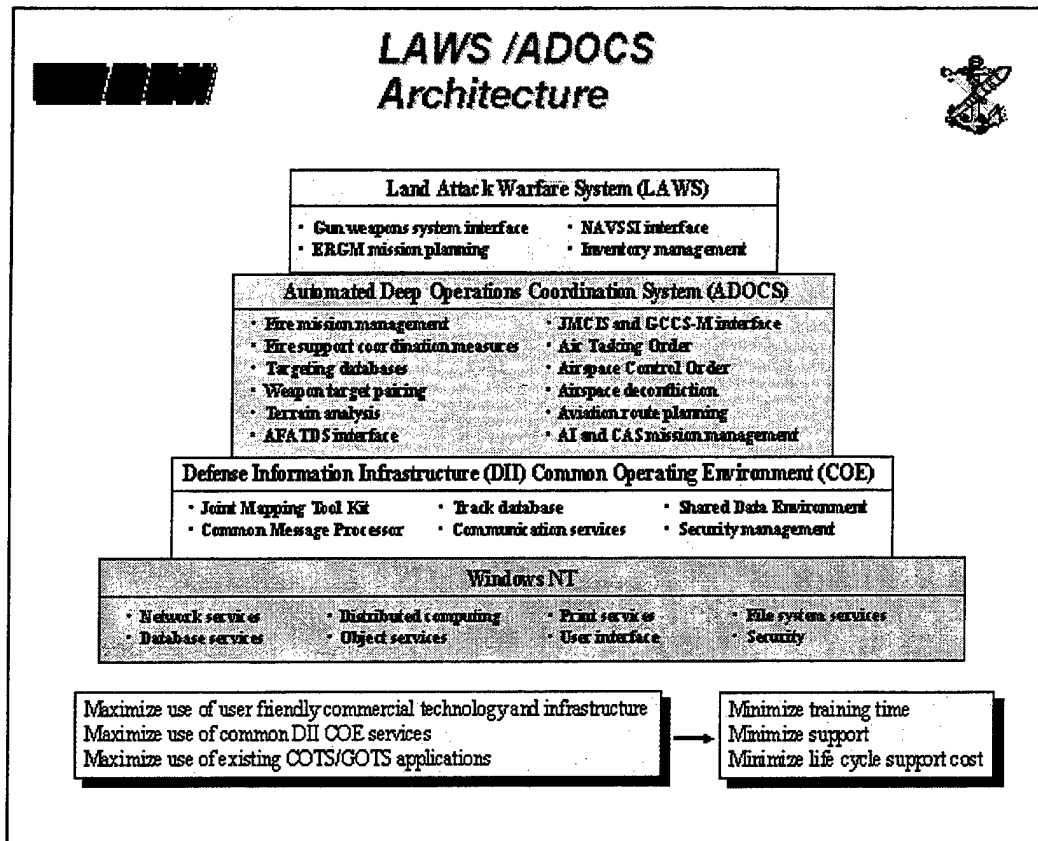 LAWS /ADOCS
Architecture
Land Attack Warfare System (LAWS)
· Gun weapons system interface
· ERGM mission planning
· NAVSSI interface
· Inventory management
Automated Deep Operations Coordination System (ADOCS)
· Fire mission management
· Fire support coordination measures
· Targeting databases
· Weapon target pairing
· Terrain analysis
· AFATDS interface
· JMCIS and GCCS-M interface
· Air Tasking Order
· Airspace Control Order
· Airspace deconfliction
· Aviation route planning
· AI and CAS mission management
Defense Information Infrastructure (DII) Common Operating Environment (COE)
· Joint Mapping Tool Kit
· Common Message Processor
· Track database
· Communication services
· Shared Data Environment
· Security management
Windows NT
· Network services
· Database services
· Distributed computing
· Object services
· Print services
· User interface
· File system services
· Security
Maximize use of user friendly commercial technology and infrastructure
Maximize use of common DII COE services
Maximize use of existing COTS/GOTS applications
Minimize training time
Minimize support
Minimize life cycle support cost